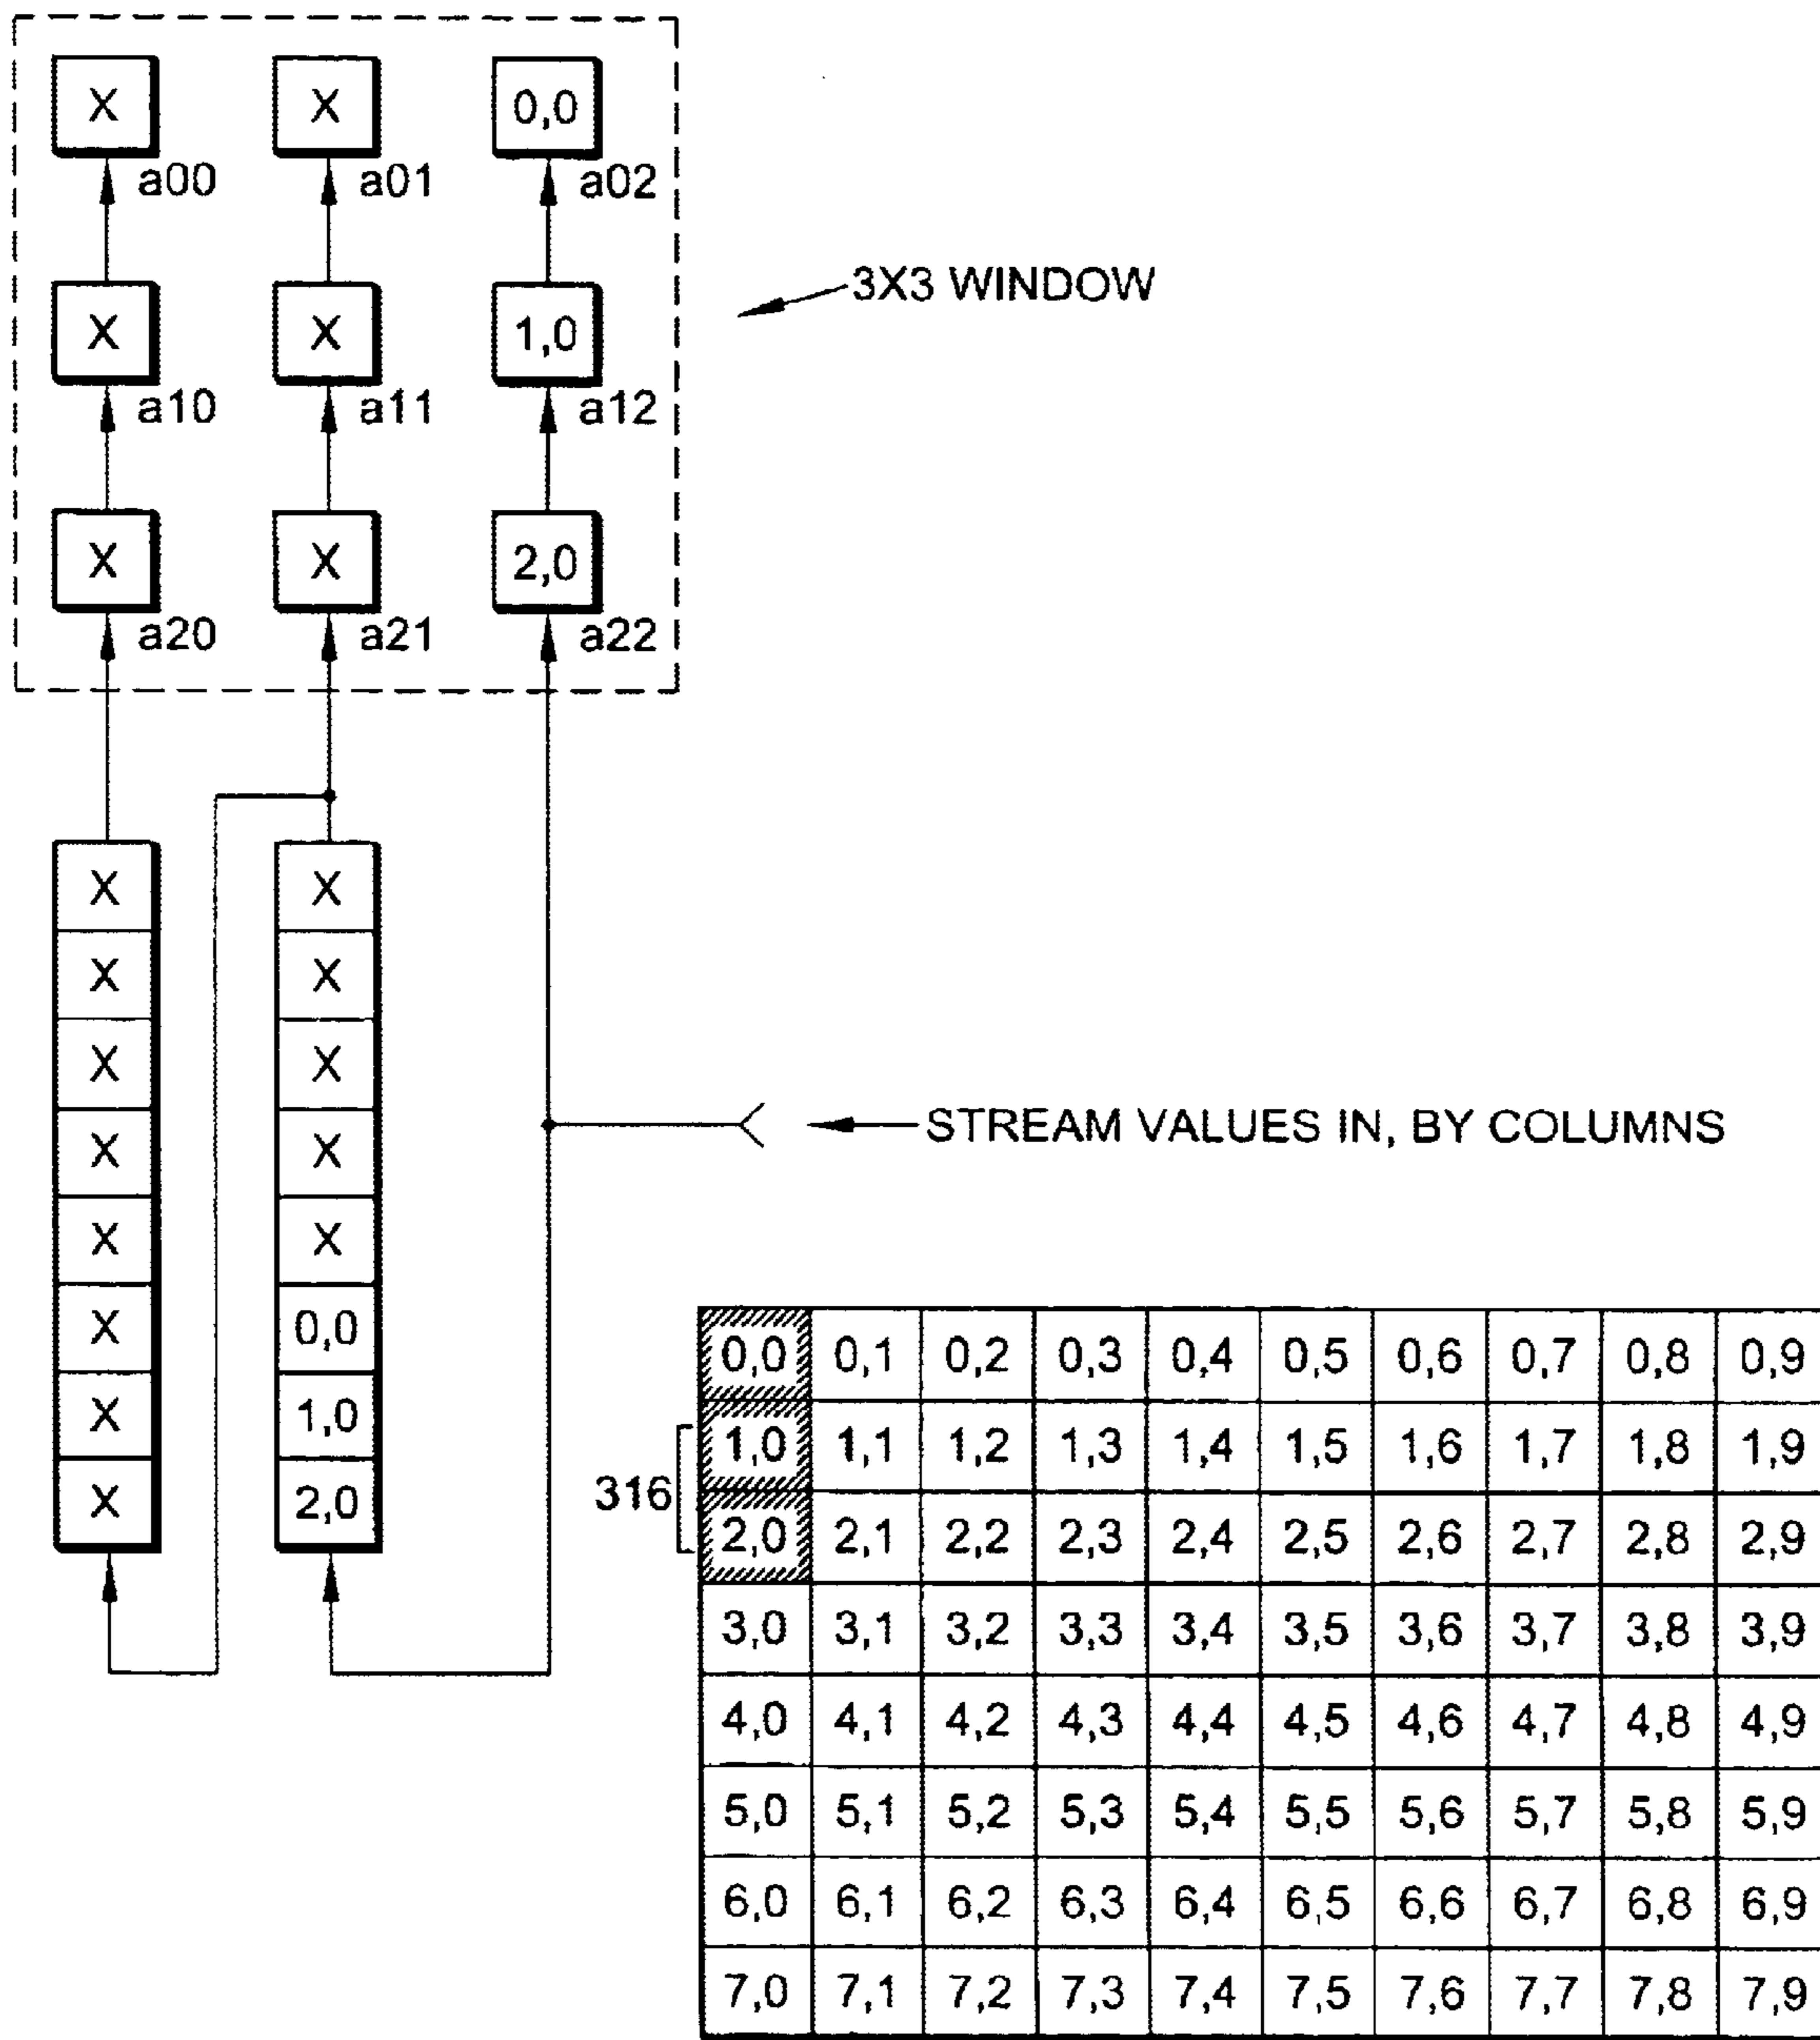 X X 0,0
a00 a01 a02
3X3 WINDOW
X X 1,0
a10 a11 a12
X X 2,0
a20 a21 a22
X X
X X
X X
X X
STREAM VALUES IN, BY COLUMNS
X X
X 0,0
X 1,0
X 2,0
0,0 0,1 0,2 0,3 0,4 0,5 0,6 0,7 0,8 0,9
1,0 1,1 1,2 1,3 1,4 1,5 1,6 1,7 1,8 1,9
316
2,0 2,1 2,2 2,3 2,4 2,5 2,6 2,7 2,8 2,9
3,0 3,1 3,2 3,3 3,4 3,5 3,6 3,7 3,8 3,9
4,0 4,1 4,2 4,3 4,4 4,5 4,6 4,7 4,8 4,9
5,0 5,1 5,2 5,3 5,4 5,5 5,6 5,7 5,8 5,9
6,0 6,1 6,2 6,3 6,4 6,5 6,6 6,7 6,8 6,9
7,0 7,1 7,2 7,3 7,4 7,5 7,6 7,7 7,8 7,9